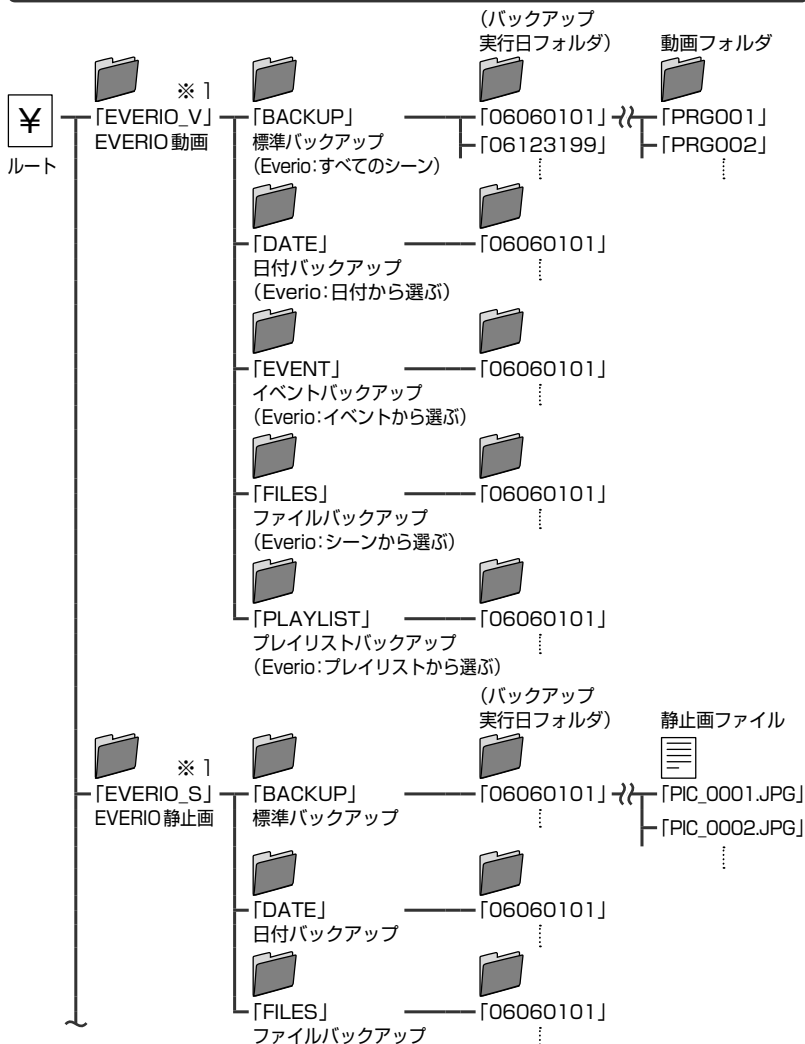 (バックアップ
実行日フォルダ) 動画フォルダ
※1
¥ 「EVERIO_V」 「BACKUP」 「06060101」 「PRG001」
ルート EVERIO動画 標準バックアップ 「06123199」 「PRG002」
(Everio:すべてのシーン)
「DATE」 「06060101」
日付バックアップ
(Everio:日付から選ぶ)
「EVENT」 「06060101」
イベントバックアップ
(Everio:イベントから選ぶ)
「FILES」 「06060101」
ファイルバックアップ
(Everio:シーンから選ぶ)
「PLAYLIST」 「06060101」
プレイリストバックアップ
(Everio:プレイリストから選ぶ)
(バックアップ
実行日フォルダ) 静止画ファイル
※1
「EVERIO_S」 「BACKUP」 「06060101」 「PIC_0001.JPG」
EVERIO静止画 標準バックアップ 「PIC_0002.JPG」
「DATE」 「06060101」
日付バックアップ
「FILES」 「06060101」
ファイルバックアップ